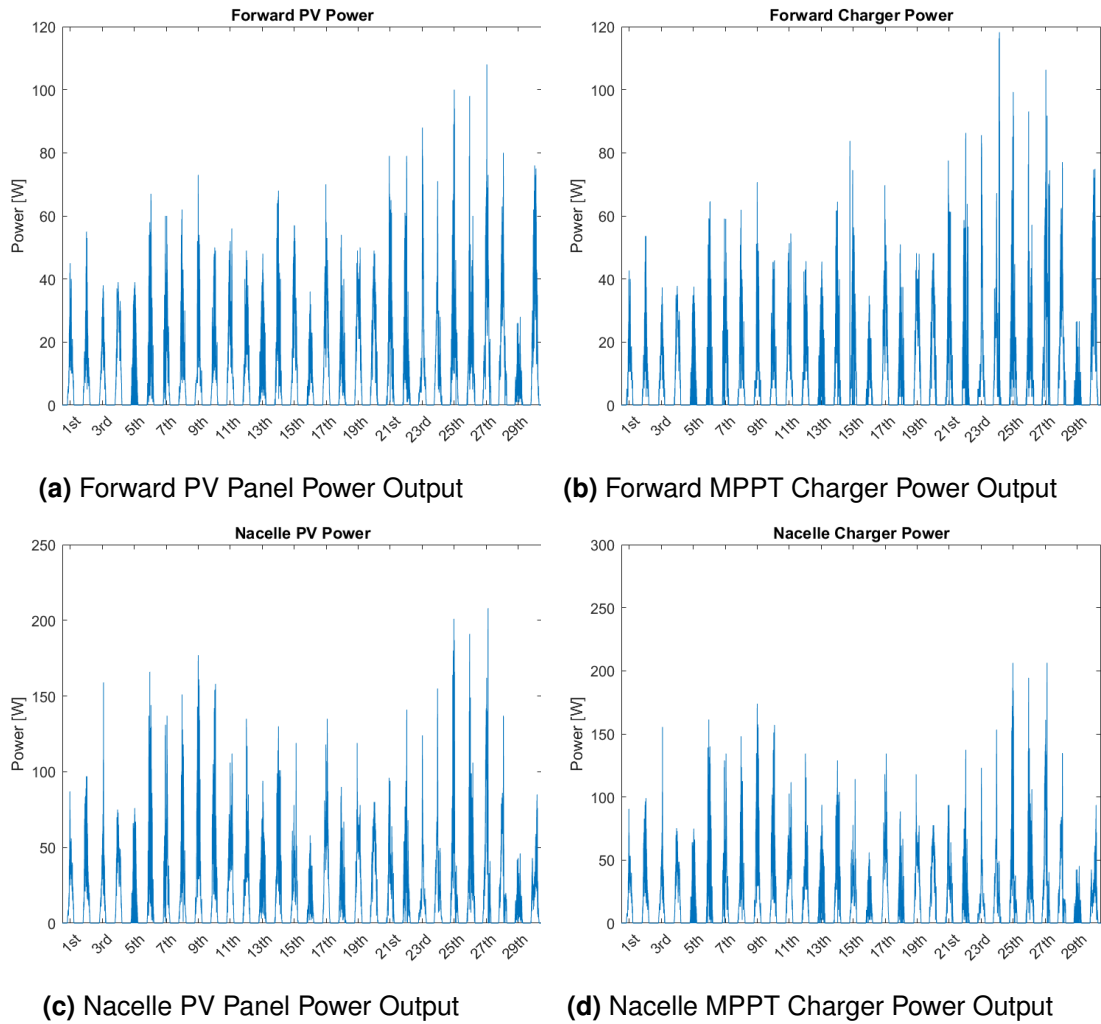 Forward PV Power
120
100
80
60
40
20
0
Power [W]
1st 3rd 5th 7th 9th 11th 13th 15th 17th 19th 21st 23rd 25th 27th 29th
(a) Forward PV Panel Power Output
Forward Charger Power
120
100
80
60
40
20
0
Power [W]
1st 3rd 5th 7th 9th 11th 13th 15th 17th 19th 21st 23rd 25th 27th 29th
(b) Forward MPPT Charger Power Output
Nacelle PV Power
250
200
150
100
50
0
Power [W]
1st 3rd 5th 7th 9th 11th 13th 15th 17th 19th 21st 23rd 25th 27th 29th
(c) Nacelle PV Panel Power Output
Nacelle Charger Power
300
250
200
150
100
50
0
Power [W]
1st 3rd 5th 7th 9th 11th 13th 15th 17th 19th 21st 23rd 25th 27th 29th
(d) Nacelle MPPT Charger Power Output